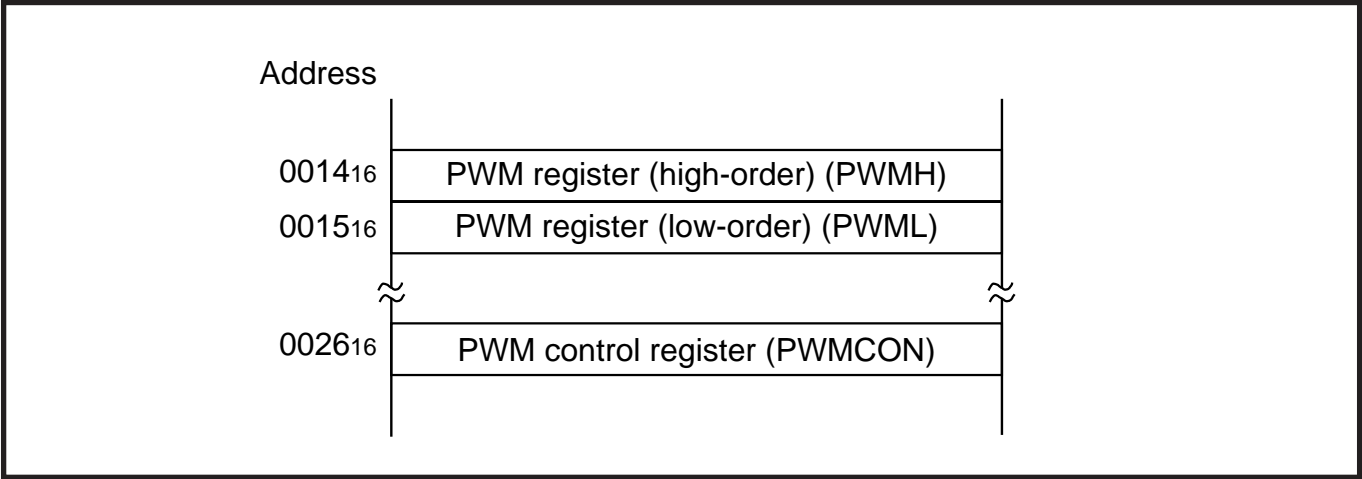 Address
0014₁₆ PWM register (high-order) (PWMH)
0015₁₆ PWM register (low-order) (PWML)
0026₁₆ PWM control register (PWMCON)